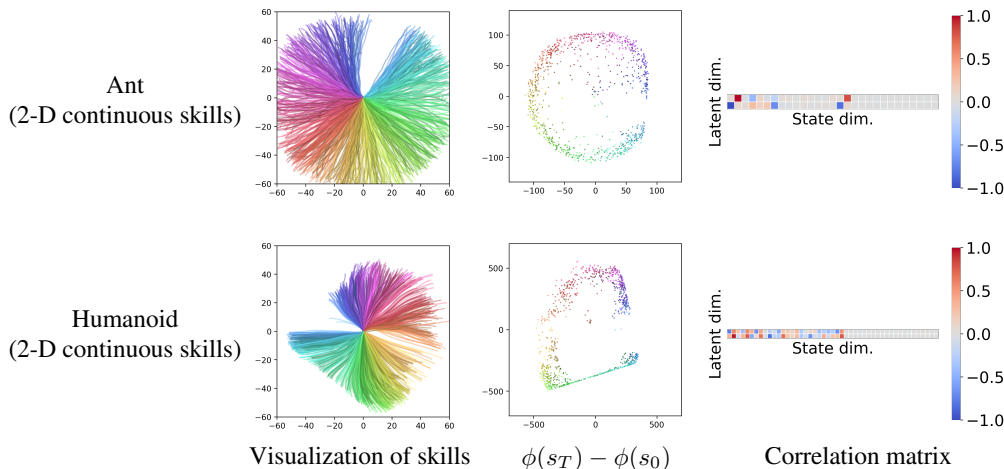 Ant
(2-D continuous skills)
60
40
20
0
−20
−40
−60
−60 −40 −20 0 20 40 60
100
50
0
−50
−100
−100 −50 0 50 100
Latent dim.
State dim.
1.0
0.5
0.0
−0.5
−1.0
Humanoid
(2-D continuous skills)
60
40
20
0
−20
−40
−60
−60 −40 −20 0 20 40 60
500
0
−500
−500 0 500
Latent dim.
State dim.
1.0
0.5
0.0
−0.5
−1.0
Visualization of skills
ϕ(s_T) − ϕ(s_0)
Correlation matrix